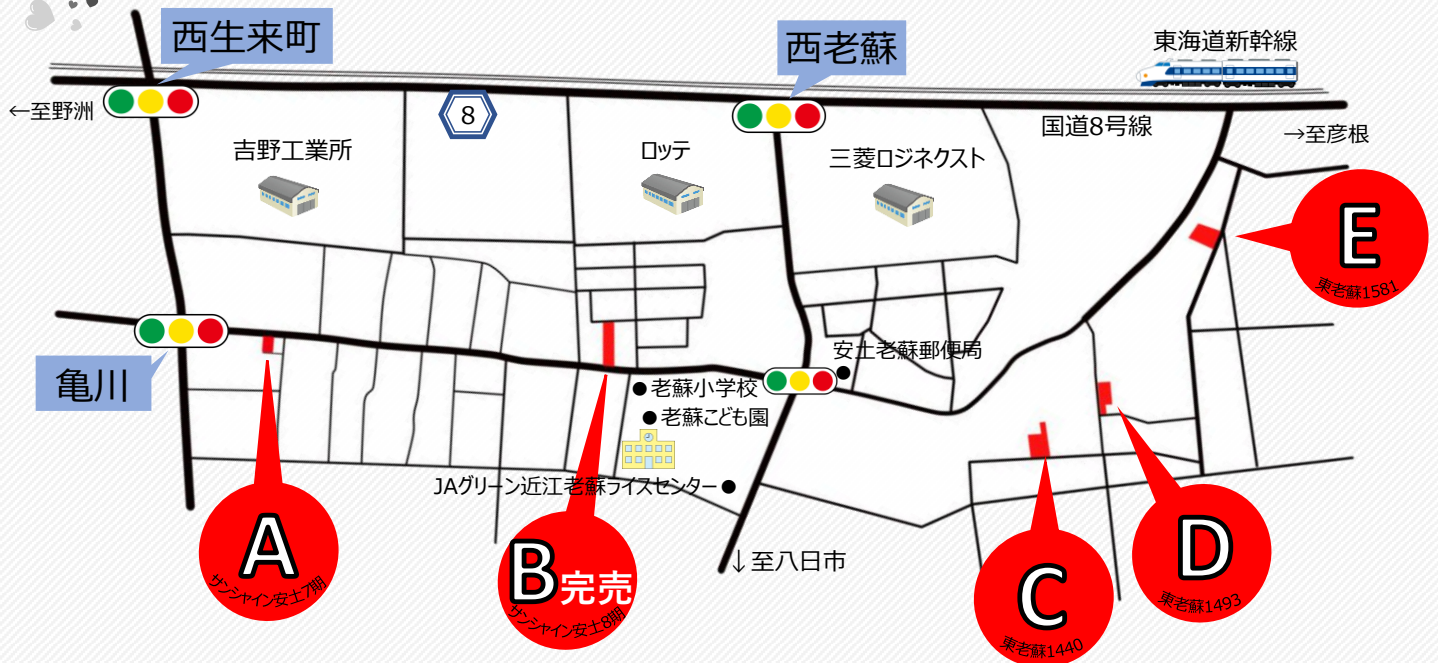 西生来町
西老蘇
東海道新幹線
←至野洲
8
国道8号線
→至彦根
吉野工業所
ロッテ
三菱ロジネクスト
E
東老蘇1581
亀川
安土老蘇郵便局
●老蘇小学校
●老蘇こども園
JAグリーン近江老蘇ライスセンター●
A
サンシャイン安土7期
B完売
サンシャイン安土8期
↓至八日市
C
東老蘇1440
D
東老蘇1493